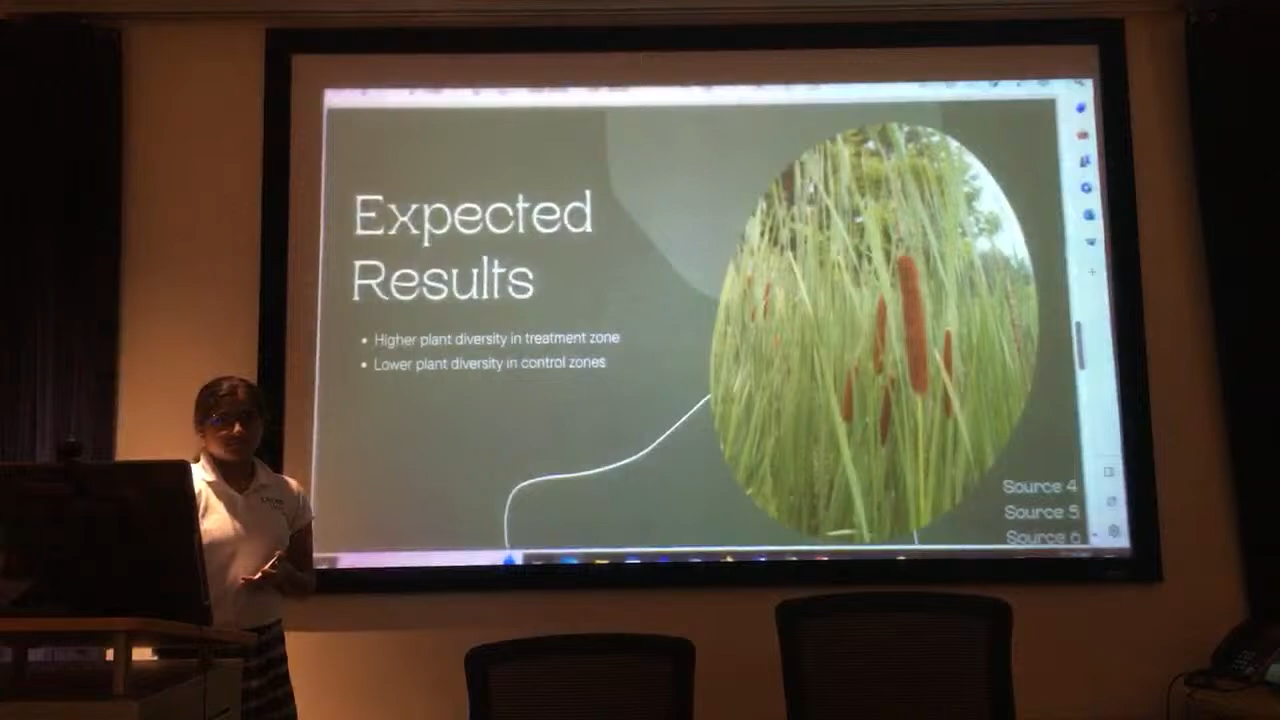 Expected
Results
• Higher plant diversity in treatment zone
• Lower plant diversity in control zones
Source 4
Source 5
Source 6